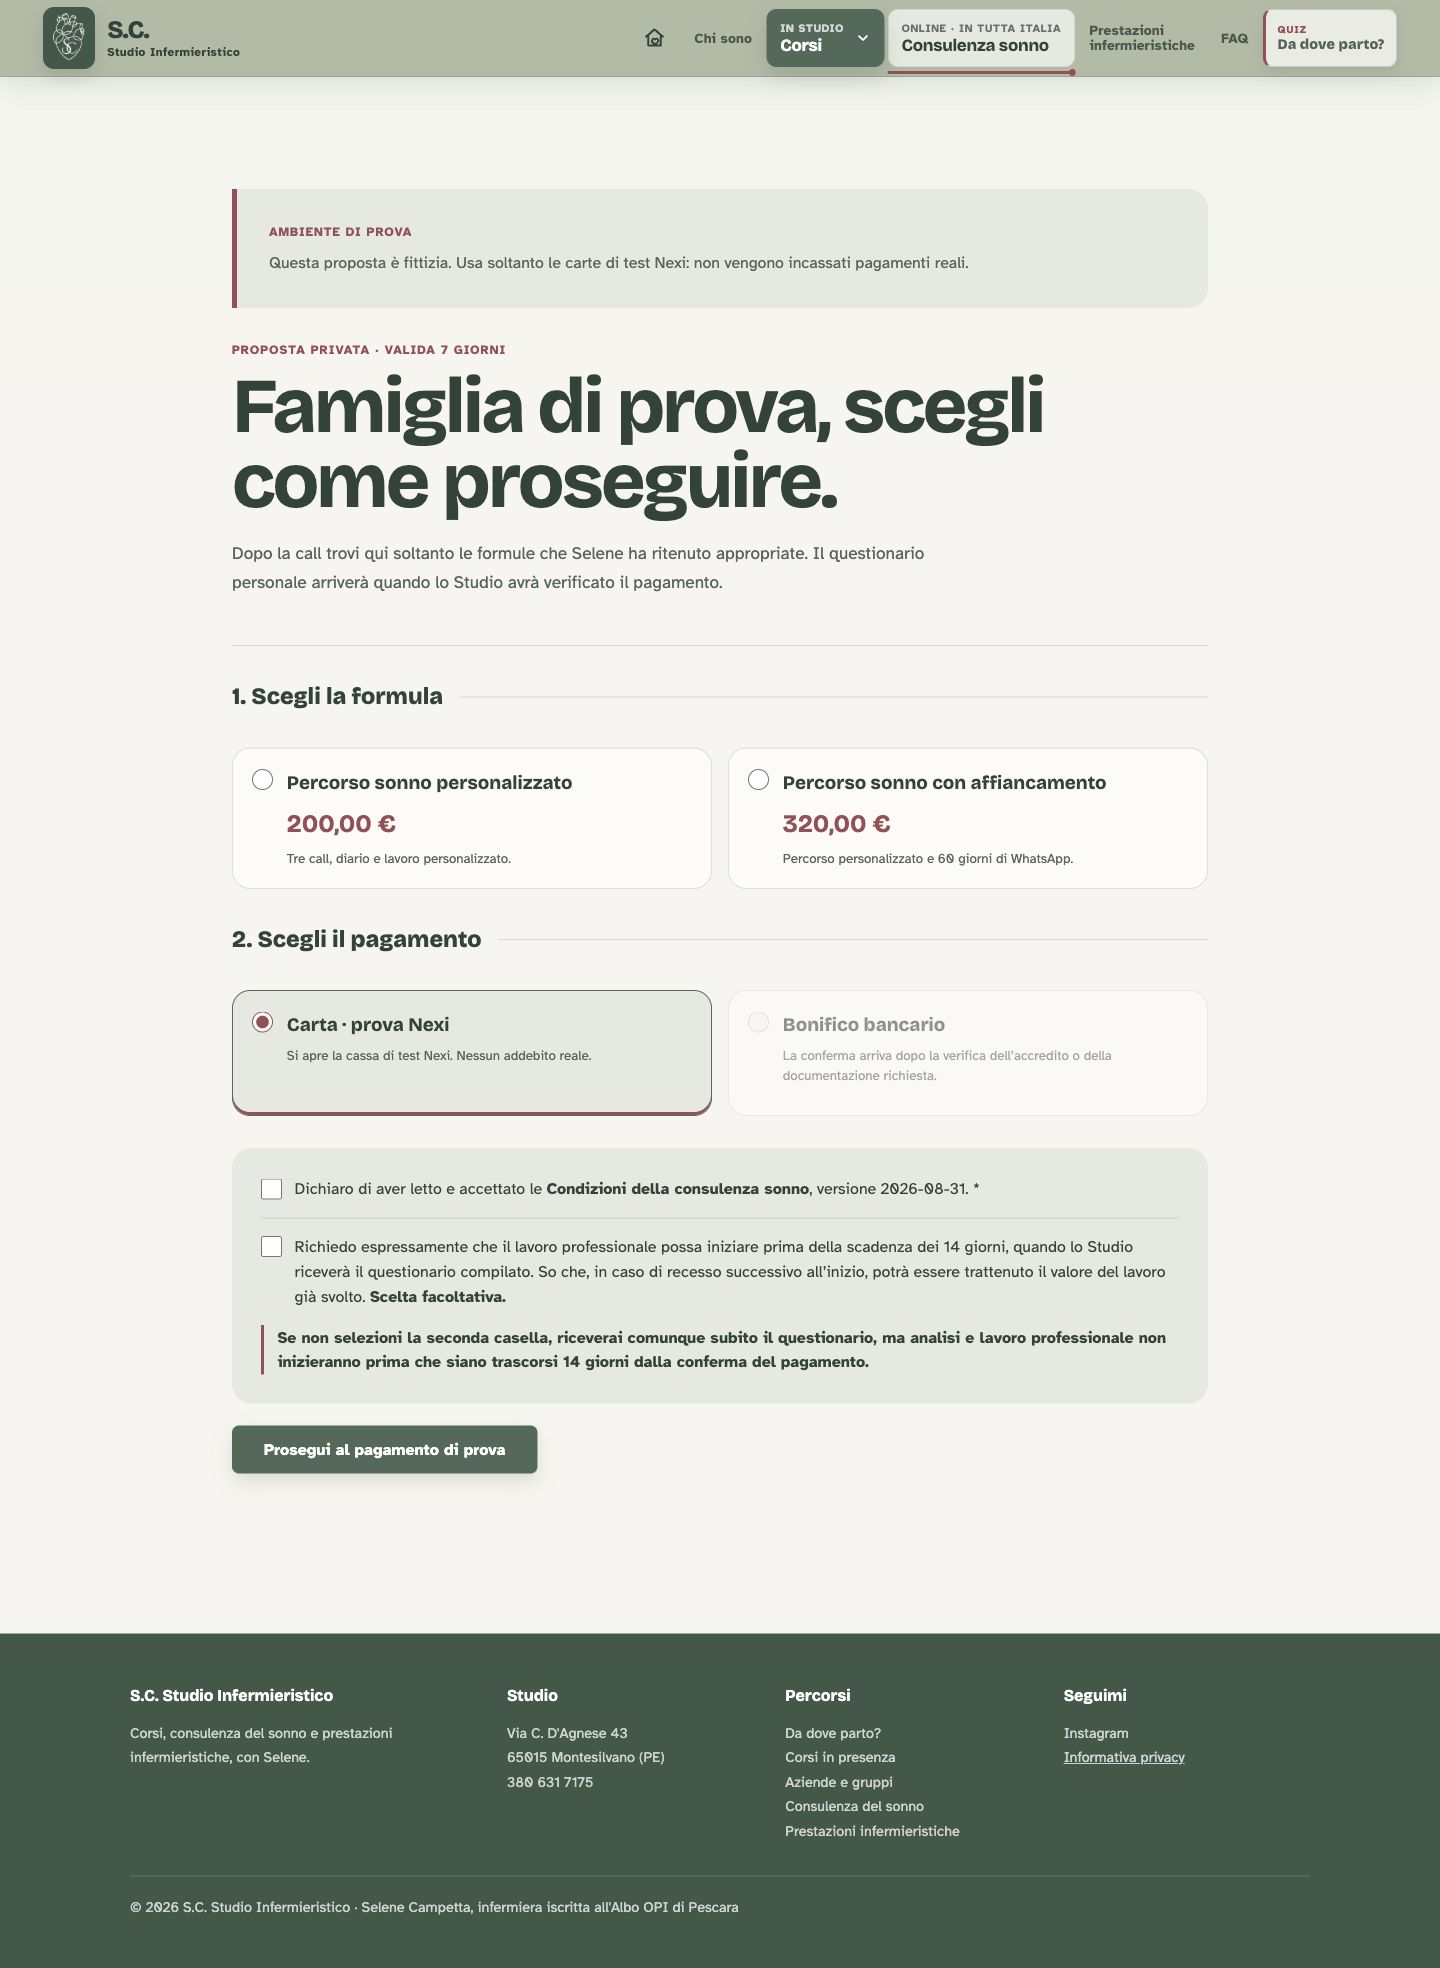 S.C.
Studio Infermieristico
Chi sono
IN STUDIO
Corsi
ONLINE · IN TUTTA ITALIA
Consulenza sonno
Prestazioni
infermieristiche
FAQ
QUIZ
Da dove parto?
AMBIENTE DI PROVA
Questa proposta è fittizia. Usa soltanto le carte di test Nexi: non vengono incassati pagamenti reali.
PROPOSTA PRIVATA · VALIDA 7 GIORNI
Famiglia di prova, scegli
come proseguire.
Dopo la call trovi qui soltanto le formule che Selene ha ritenuto appropriate. Il questionario
personale arriverà quando lo Studio avrà verificato il pagamento.
1. Scegli la formula
Percorso sonno personalizzato
200,00 €
Tre call, diario e lavoro personalizzato.
Percorso sonno con affiancamento
320,00 €
Percorso personalizzato e 60 giorni di WhatsApp.
2. Scegli il pagamento
Carta · prova Nexi
Si apre la cassa di test Nexi. Nessun addebito reale.
Bonifico bancario
La conferma arriva dopo la verifica dell’accredito o della
documentazione richiesta.
Dichiaro di aver letto e accettato le Condizioni della consulenza sonno, versione 2026-08-31. *
Richiedo espressamente che il lavoro professionale possa iniziare prima della scadenza dei 14 giorni, quando lo Studio
riceverà il questionario compilato. So che, in caso di recesso successivo all’inizio, potrà essere trattenuto il valore del lavoro
già svolto. Scelta facoltativa.
Se non selezioni la seconda casella, riceverai comunque subito il questionario, ma analisi e lavoro professionale non
inizieranno prima che siano trascorsi 14 giorni dalla conferma del pagamento.
Prosegui al pagamento di prova
S.C. Studio Infermieristico
Corsi, consulenza del sonno e prestazioni
infermieristiche, con Selene.
Studio
Via C. D'Agnese 43
65015 Montesilvano (PE)
380 631 7175
Percorsi
Da dove parto?
Corsi in presenza
Aziende e gruppi
Consulenza del sonno
Prestazioni infermieristiche
Seguimi
Instagram
Informativa privacy
© 2026 S.C. Studio Infermieristico · Selene Campetta, infermiera iscritta all'Albo OPI di Pescara